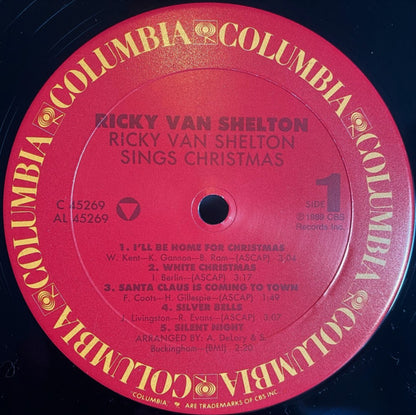 COLUMBIA COLUMBIA COLUMBIA COLUMBIA COLUMBIA COLUMBIA
RICKY VAN SHELTON
RICKY VAN SHELTON
SINGS CHRISTMAS
C 45269
AL 45269
SIDE 1
℗ 1989 CBS
Records Inc.
1. I'LL BE HOME FOR CHRISTMAS
W. Kent–K. Gannon–B. Ram–(ASCAP) 3:04
2. WHITE CHRISTMAS
I. Berlin–(ASCAP) 3:17
3. SANTA CLAUS IS COMING TO TOWN
F. Coots–H. Gillespie–(ASCAP) 1:49
4. SILVER BELLS
J. Livingston–R. Evans–(ASCAP) 3:07
5. SILENT NIGHT
ARRANGED BY: A. DeLory & S.
Buckingham (BMI) 2:20
"COLUMBIA" ARE TRADEMARKS OF CBS INC.